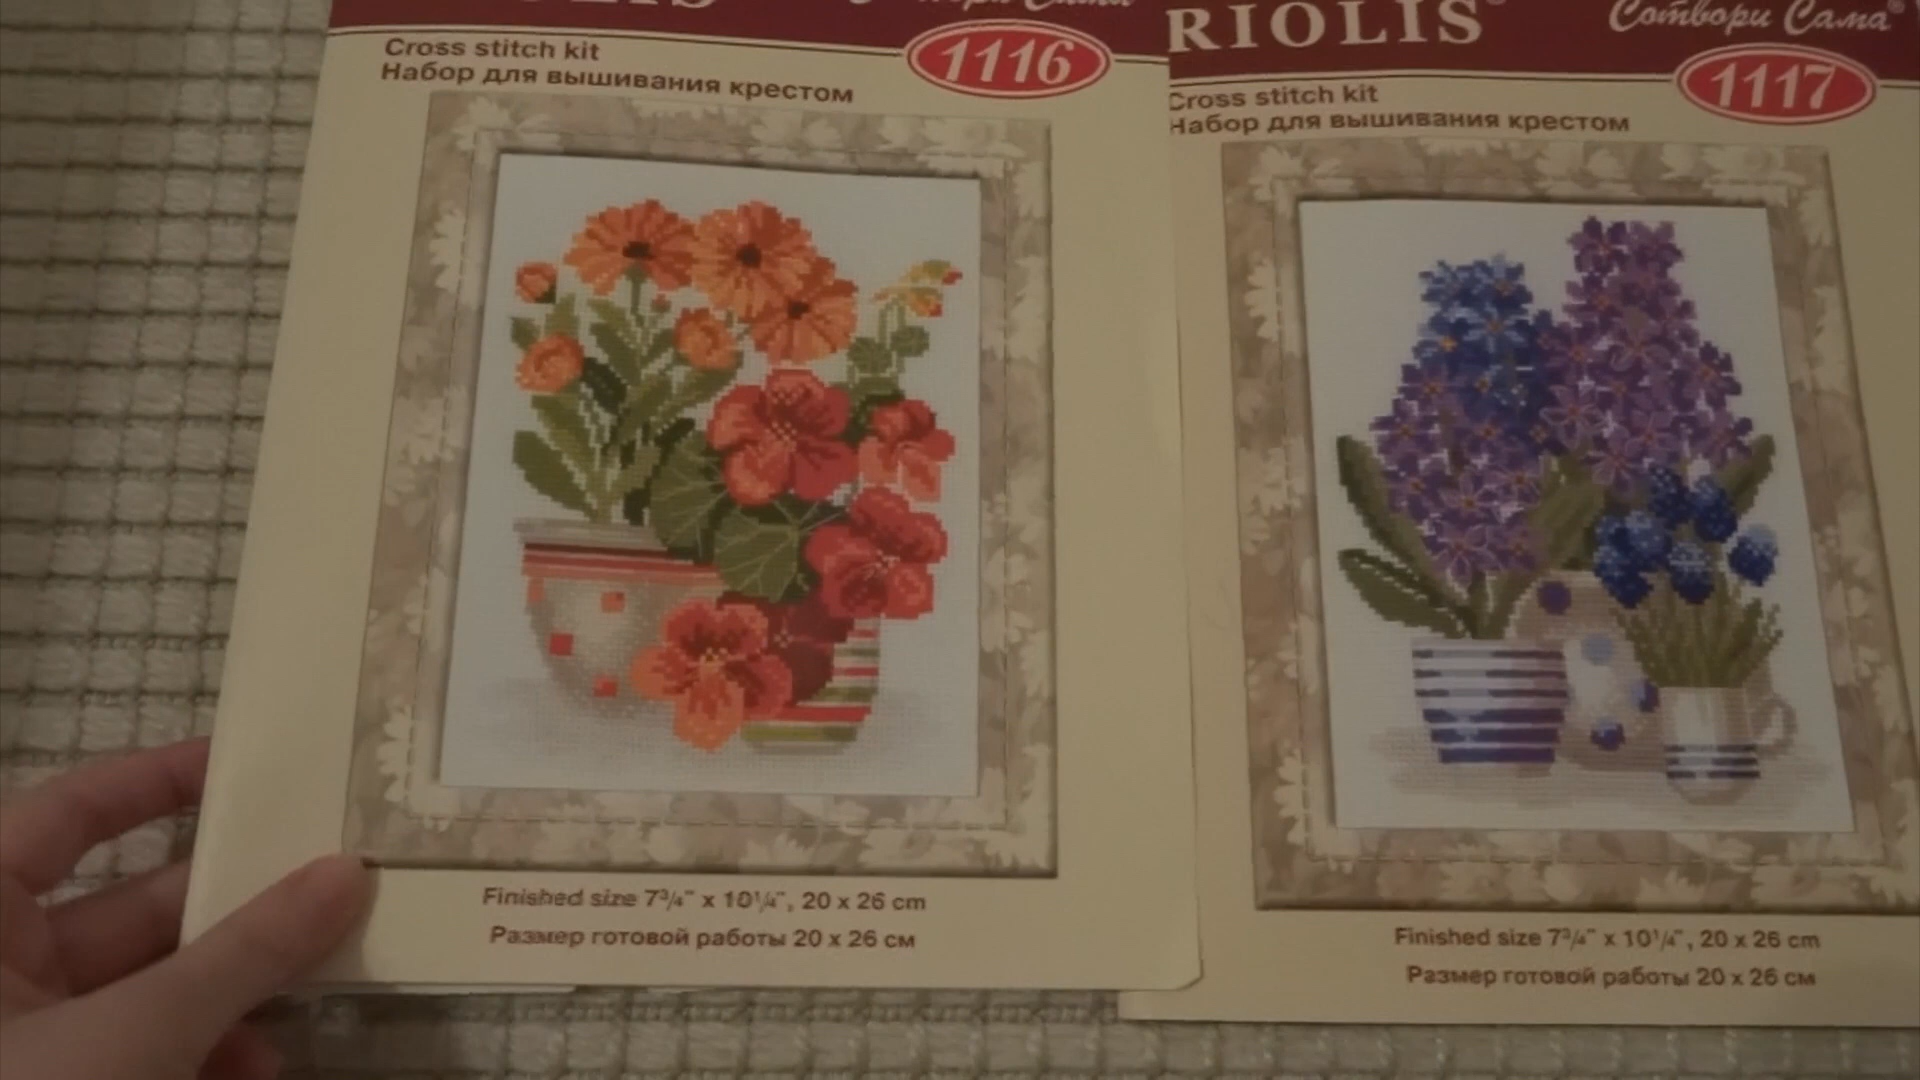 Cross stitch kit
Набор для вышивания крестом
1116
Finished size 7¾" x 10¼", 20 x 26 cm
Размер готовой работы 20 x 26 см
RIOLIS®
Сотвори Сама®
1117
Cross stitch kit
Набор для вышивания крестом
Finished size 7¾" x 10¼", 20 x 26 cm
Размер готовой работы 20 x 26 см